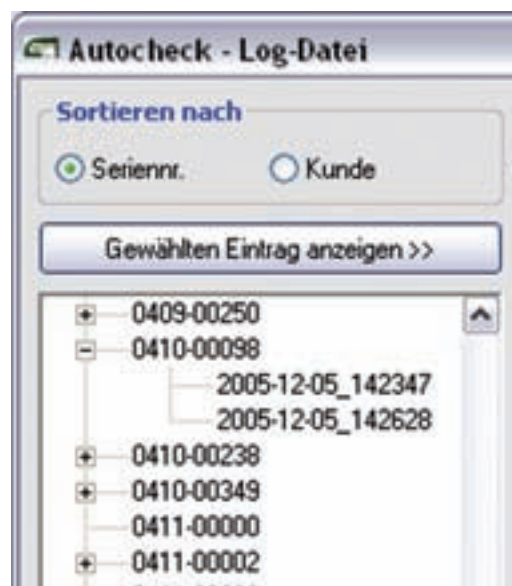 Autocheck - Log-Datei
Sortieren nach
Seriennr. Kunde
Gewählten Eintrag anzeigen >>
0409-00250
0410-00098
2005-12-05_142347
2005-12-05_142628
0410-00238
0410-00349
0411-00000
0411-00002